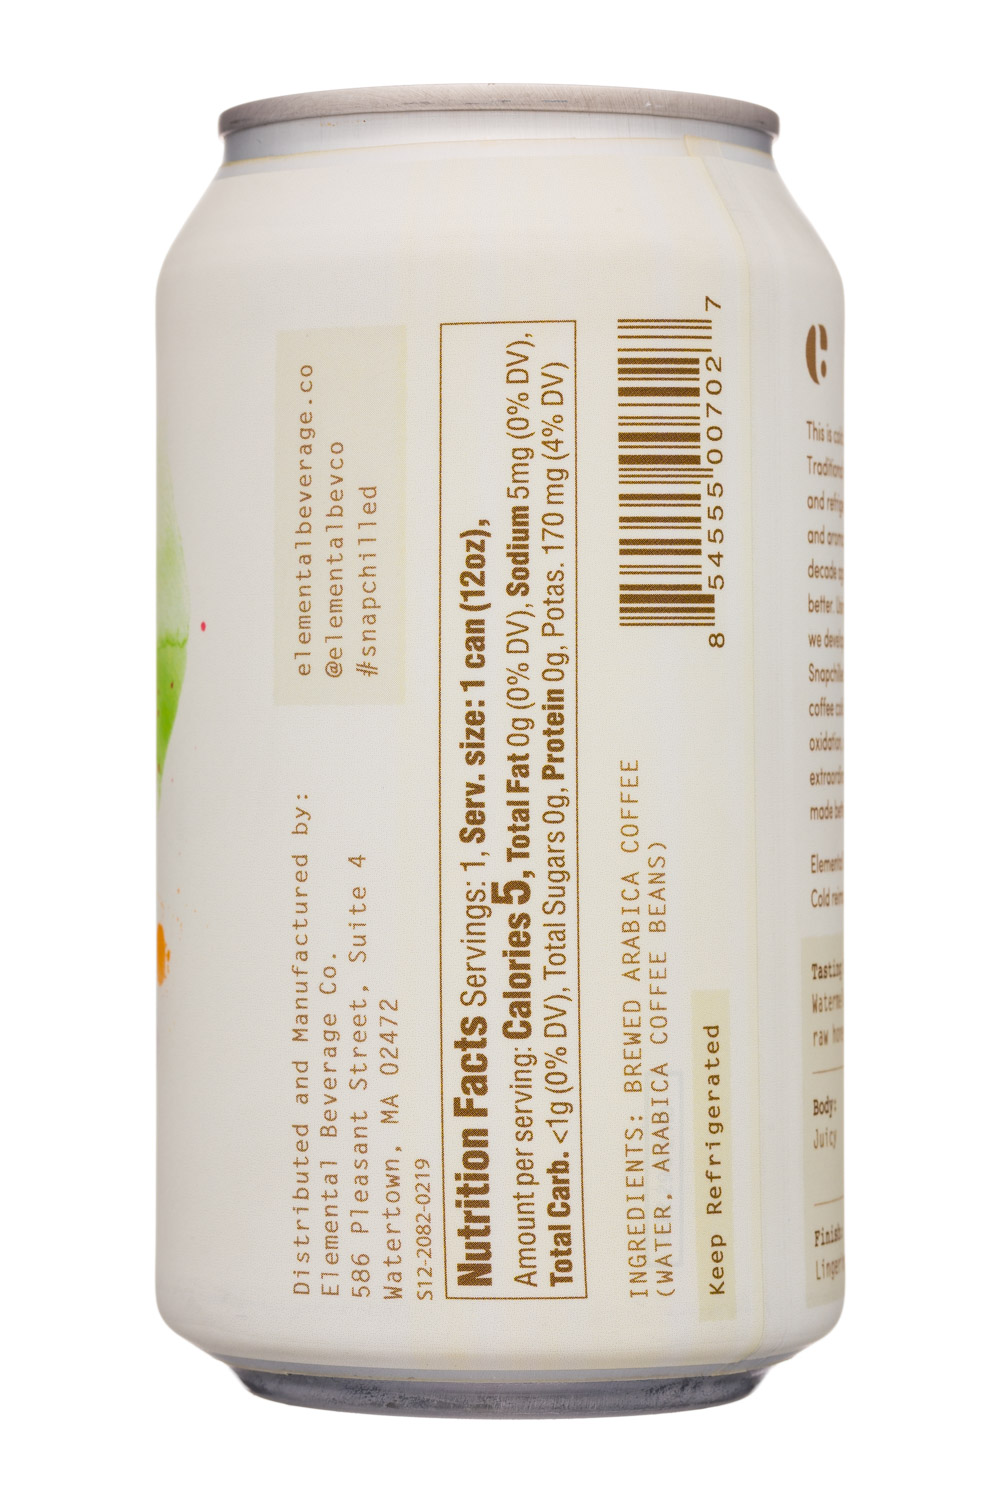 elementalbeverage.co
@elementalbevco
#snapchilled
Distributed and Manufactured by:
Elemental Beverage Co.
586 Pleasant Street, Suite 4
Watertown, MA 02472
S12-2082-0219
Nutrition Facts Servings: 1, Serv. size: 1 can (12oz),
Amount per serving: Calories 5, Total Fat 0g (0% DV), Sodium 5mg (0% DV),
Total Carb. <1g (0% DV), Total Sugars 0g, Protein 0g, Potas. 170 mg (4% DV)
INGREDIENTS: BREWED ARABICA COFFEE
(WATER, ARABICA COFFEE BEANS)
Keep Refrigerated
8 54555 00702 7
This is
and
and
decade
better.
we
coffee
oxidation,
made
Cold
Tasting
raw
Body:
Juicy